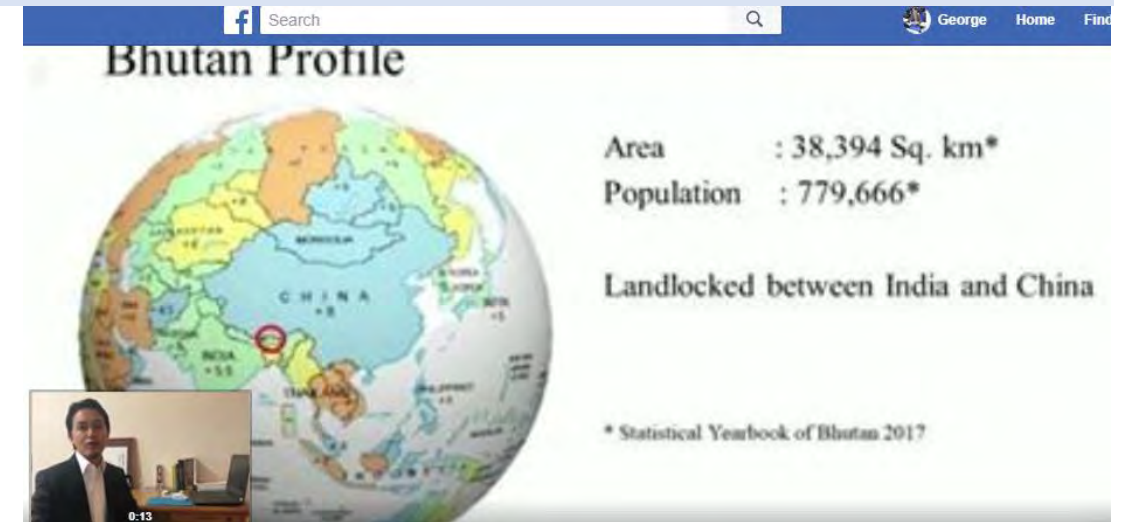 f Search George Home Find
Bhutan Profile
Area : 38,394 Sq. km*
Population : 779,666*
Landlocked between India and China
MONGOLIA
CHINA
INDIA
* Statistical Yearbook of Bhutan 2017
0:13